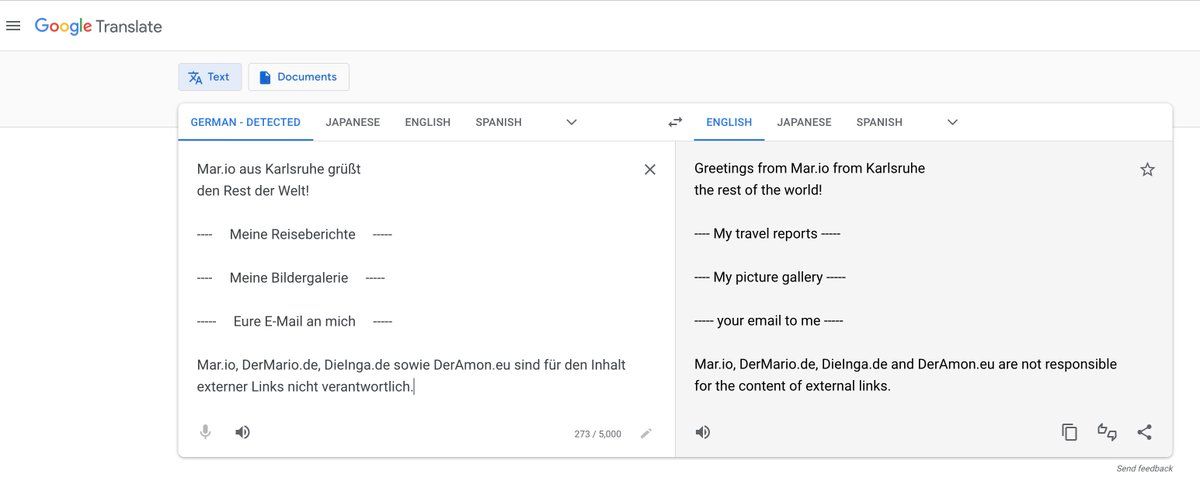 Google Translate
Text
Documents
GERMAN - DETECTED JAPANESE ENGLISH SPANISH
ENGLISH JAPANESE SPANISH
Mar.io aus Karlsruhe grüßt
den Rest der Welt!
---- Meine Reiseberichte -----
---- Meine Bildergalerie -----
----- Eure E-Mail an mich -----
Mar.io, DerMario.de, DieInga.de sowie DerAmon.eu sind für den Inhalt
externer Links nicht verantwortlich.
273 / 5,000
Greetings from Mar.io from Karlsruhe
the rest of the world!
---- My travel reports -----
---- My picture gallery -----
----- your email to me -----
Mar.io, DerMario.de, DieInga.de and DerAmon.eu are not responsible
for the content of external links.
Send feedback